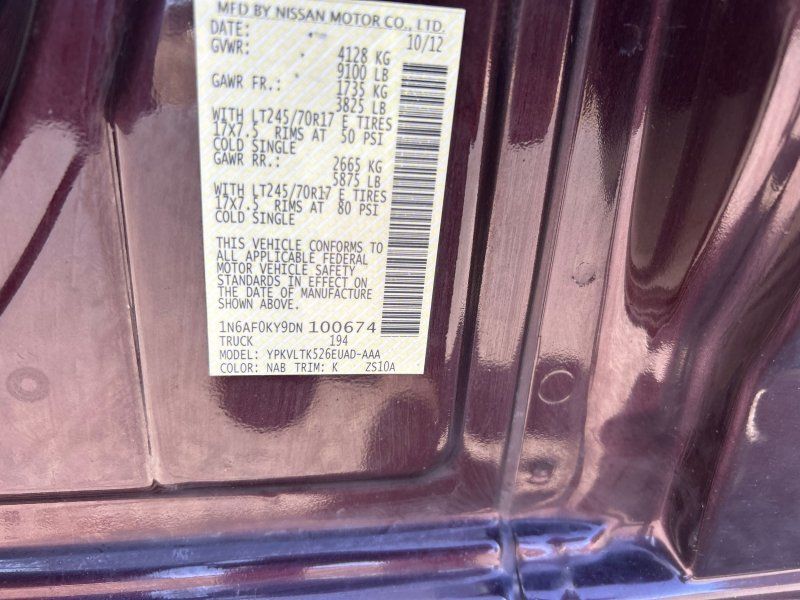 MFD BY NISSAN MOTOR CO., LTD.
DATE: 10/12
GVWR: 4128 KG
9100 LB
GAWR FR.: 1735 KG
3825 LB
WITH LT245/70R17 E TIRES
17X7.5 RIMS AT 50 PSI
COLD SINGLE
GAWR RR.: 2665 KG
5875 LB
WITH LT245/70R17 E TIRES
17X7.5 RIMS AT 80 PSI
COLD SINGLE
THIS VEHICLE CONFORMS TO
ALL APPLICABLE FEDERAL
MOTOR VEHICLE SAFETY
STANDARDS IN EFFECT ON
THE DATE OF MANUFACTURE
SHOWN ABOVE.
1N6AF0KY9DN 100674
TRUCK 194
MODEL: YPKVLTK526EUAD-AAA
COLOR: NAB TRIM: K ZS10A